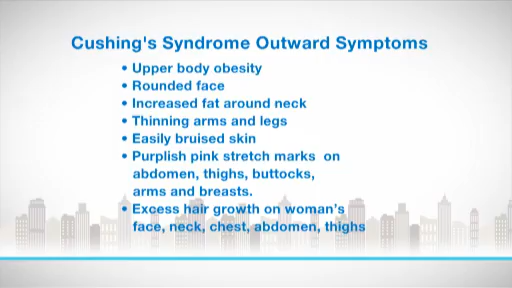 Cushing's Syndrome Outward Symptoms
• Upper body obesity
• Rounded face
• Increased fat around neck
• Thinning arms and legs
• Easily bruised skin
• Purplish pink stretch marks  on
abdomen, thighs, buttocks,
arms and breasts.
• Excess hair growth on woman's
face, neck, chest, abdomen, thighs